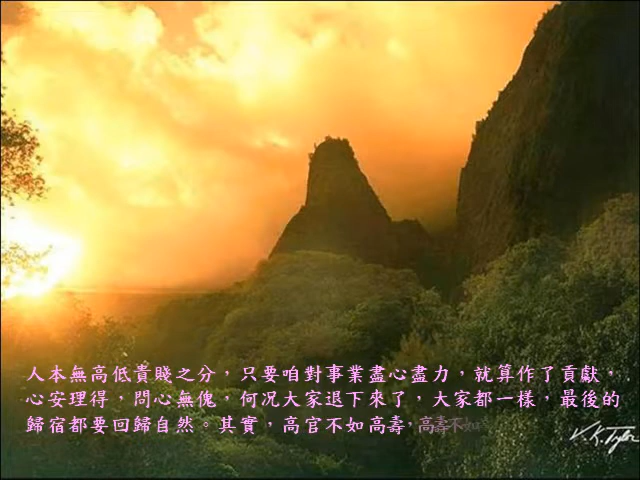 人本無高低貴賤之分，只要咱對事業盡心盡力，就算作了貢獻，
心安理得，問心無愧，何況大家退下來了，大家都一樣，最後的
歸宿都要回歸自然。其實，高官不如高壽，高壽不如